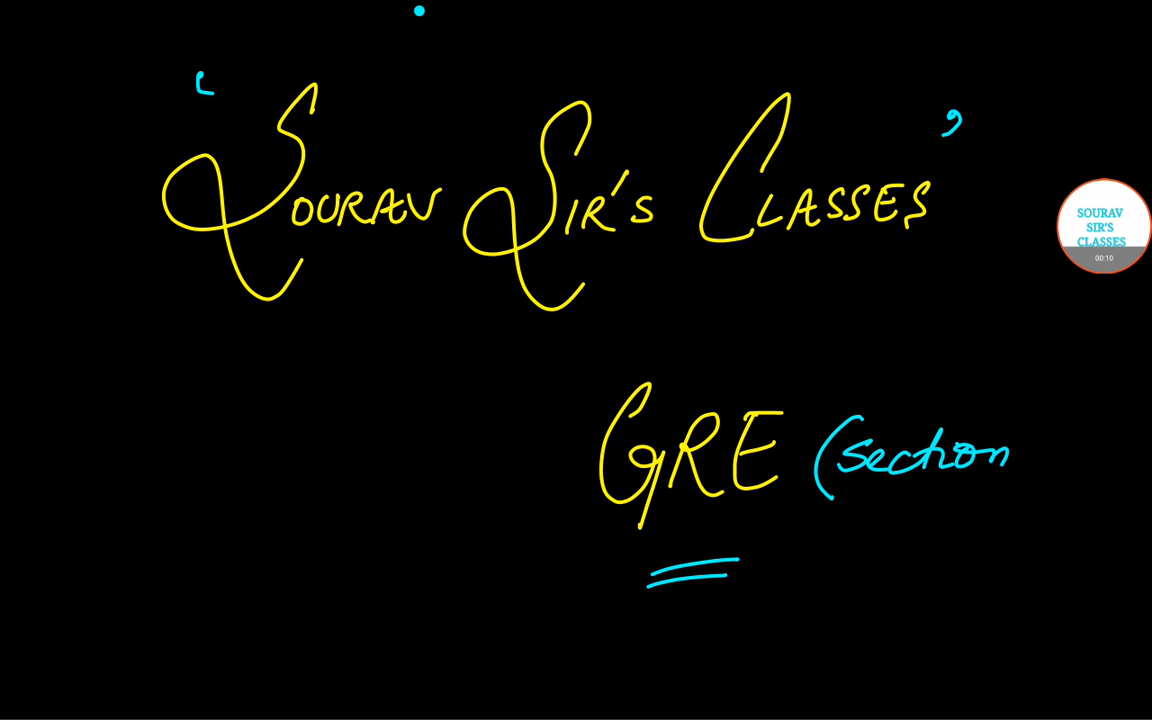 ‘Sourav Sir's Classes’
GRE (section
SOURAV
SIR'S
CLASSES
00:10